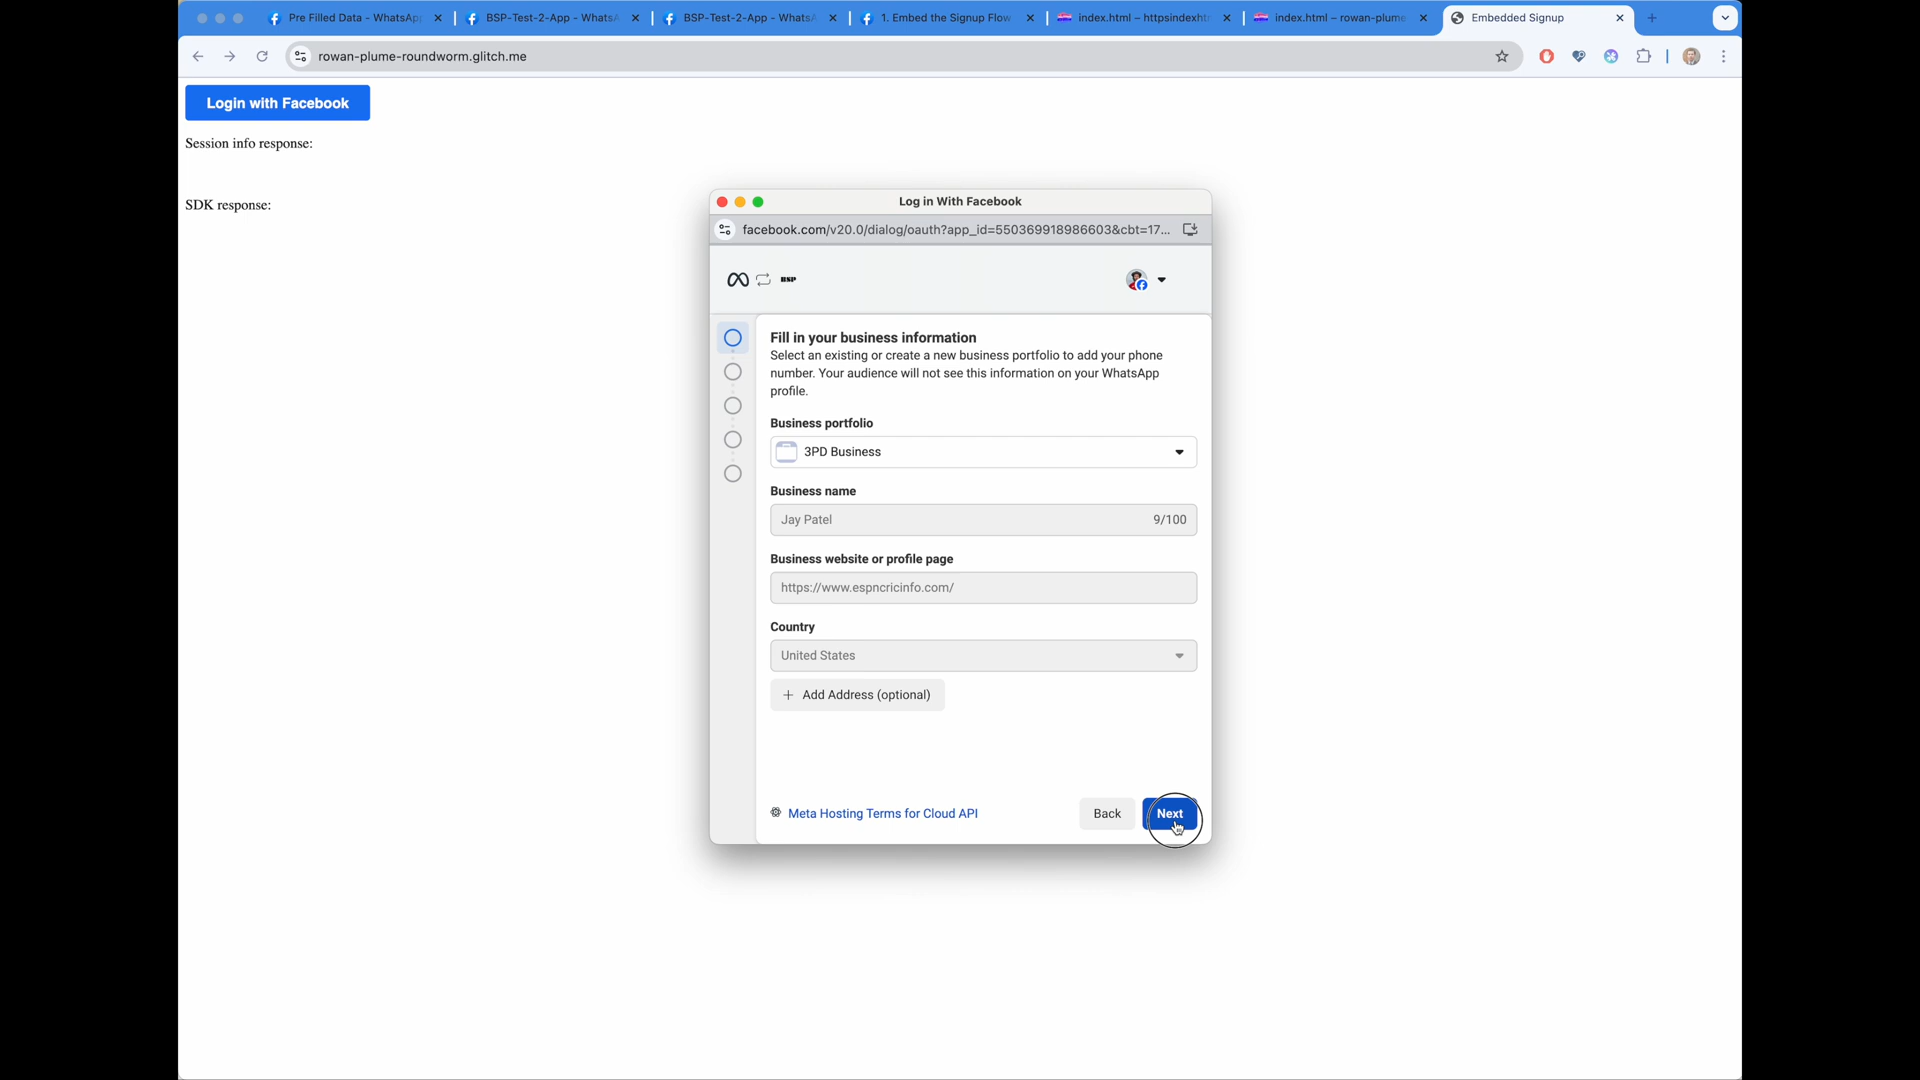 Pre Filled Data - WhatsApp
BSP-Test-2-App - WhatsA
BSP-Test-2-App - WhatsA
1. Embed the Signup Flow
index.html – httpsindexht
index.html – rowan-plume
Embedded Signup
rowan-plume-roundworm.glitch.me
Login with Facebook
Session info response:
SDK response:
Log in With Facebook
facebook.com/v20.0/dialog/oauth?app_id=550369918986603&cbt=17...
BSP
Fill in your business information
Select an existing or create a new business portfolio to add your phone
number. Your audience will not see this information on your WhatsApp
profile.
Business portfolio
3PD Business
Business name
Jay Patel 9/100
Business website or profile page
https://www.espncricinfo.com/
Country
United States
+ Add Address (optional)
Meta Hosting Terms for Cloud API
Back
Next